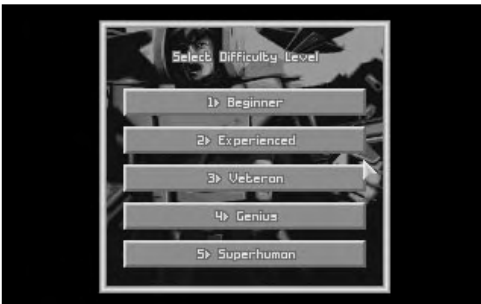 Select Difficulty Level
1> Beginner
2> Experienced
3> Veteran
4> Genius
5> Superhuman